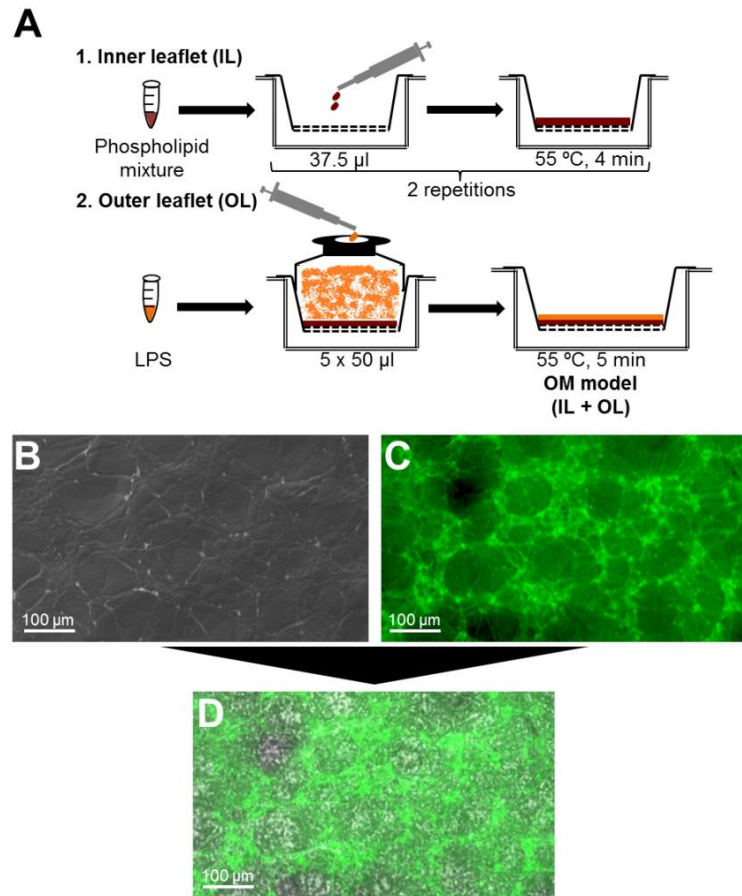 A
1. Inner leaflet (IL)
Phospholipid
mixture
37.5 µl
55 ºC, 4 min
2 repetitions
2. Outer leaflet (OL)
LPS
5 x 50 µl
55 ºC, 5 min
OM model
(IL + OL)
B
100 µm
C
100 µm
D
100 µm